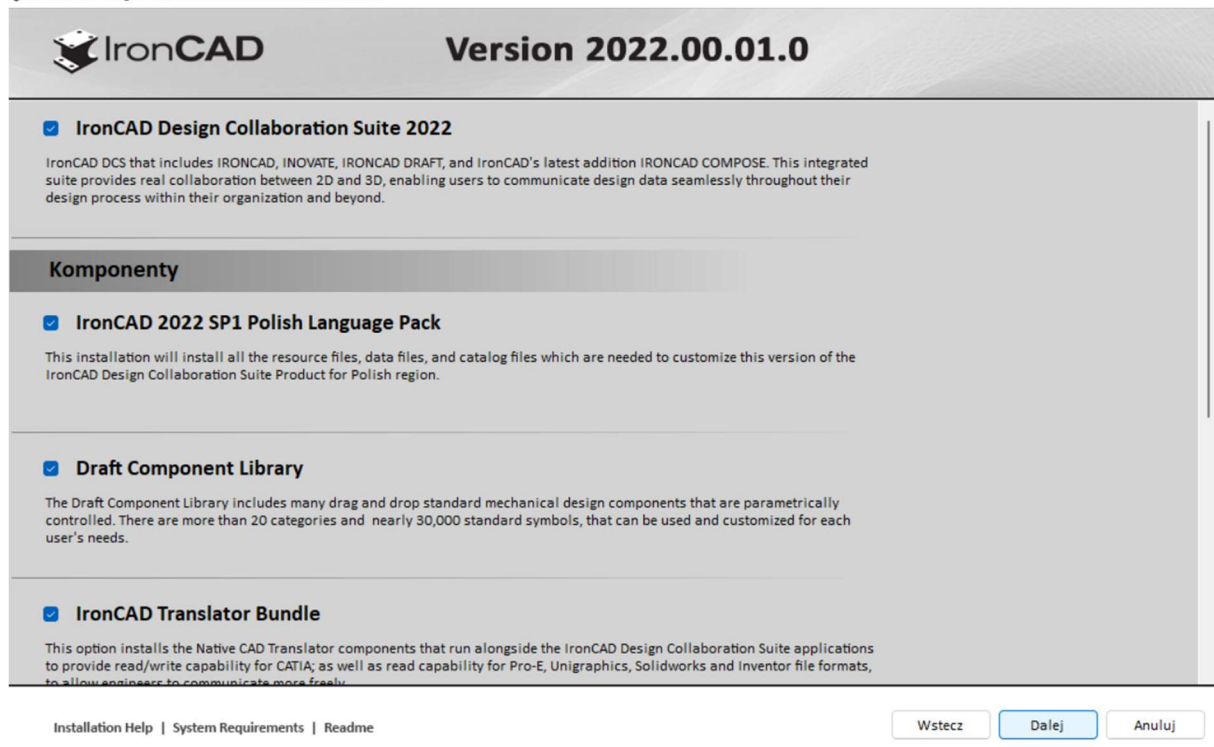 IronCAD
Version 2022.00.01.0
IronCAD Design Collaboration Suite 2022
IronCAD DCS that includes IRONCAD, INOVATE, IRONCAD DRAFT, and IronCAD's latest addition IRONCAD COMPOSE. This integrated
suite provides real collaboration between 2D and 3D, enabling users to communicate design data seamlessly throughout their
design process within their organization and beyond.
Komponenty
IronCAD 2022 SP1 Polish Language Pack
This installation will install all the resource files, data files, and catalog files which are needed to customize this version of the
IronCAD Design Collaboration Suite Product for Polish region.
Draft Component Library
The Draft Component Library includes many drag and drop standard mechanical design components that are parametrically
controlled. There are more than 20 categories and nearly 30,000 standard symbols, that can be used and customized for each
user's needs.
IronCAD Translator Bundle
This option installs the Native CAD Translator components that run alongside the IronCAD Design Collaboration Suite applications
to provide read/write capability for CATIA; as well as read capability for Pro-E, Unigraphics, Solidworks and Inventor file formats,
to allow engineers to communicate more freely
Installation Help | System Requirements | Readme
Wstecz
Dalej
Anuluj